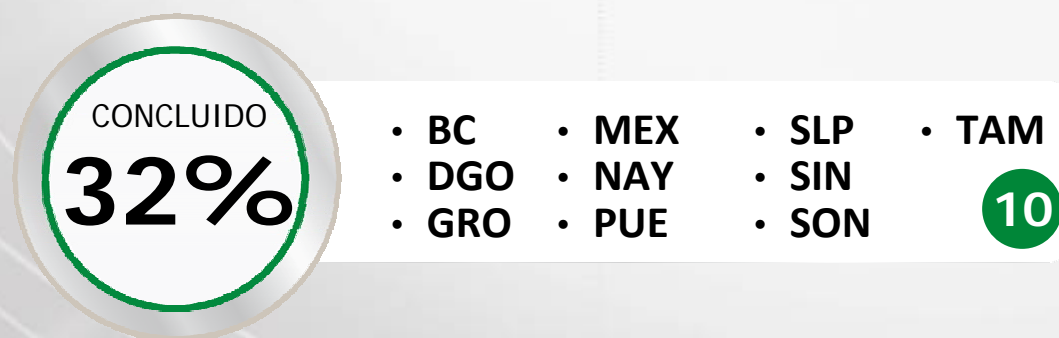 CONCLUIDO
32%
• BC • MEX • SLP • TAM
• DGO • NAY • SIN
• GRO • PUE • SON
10